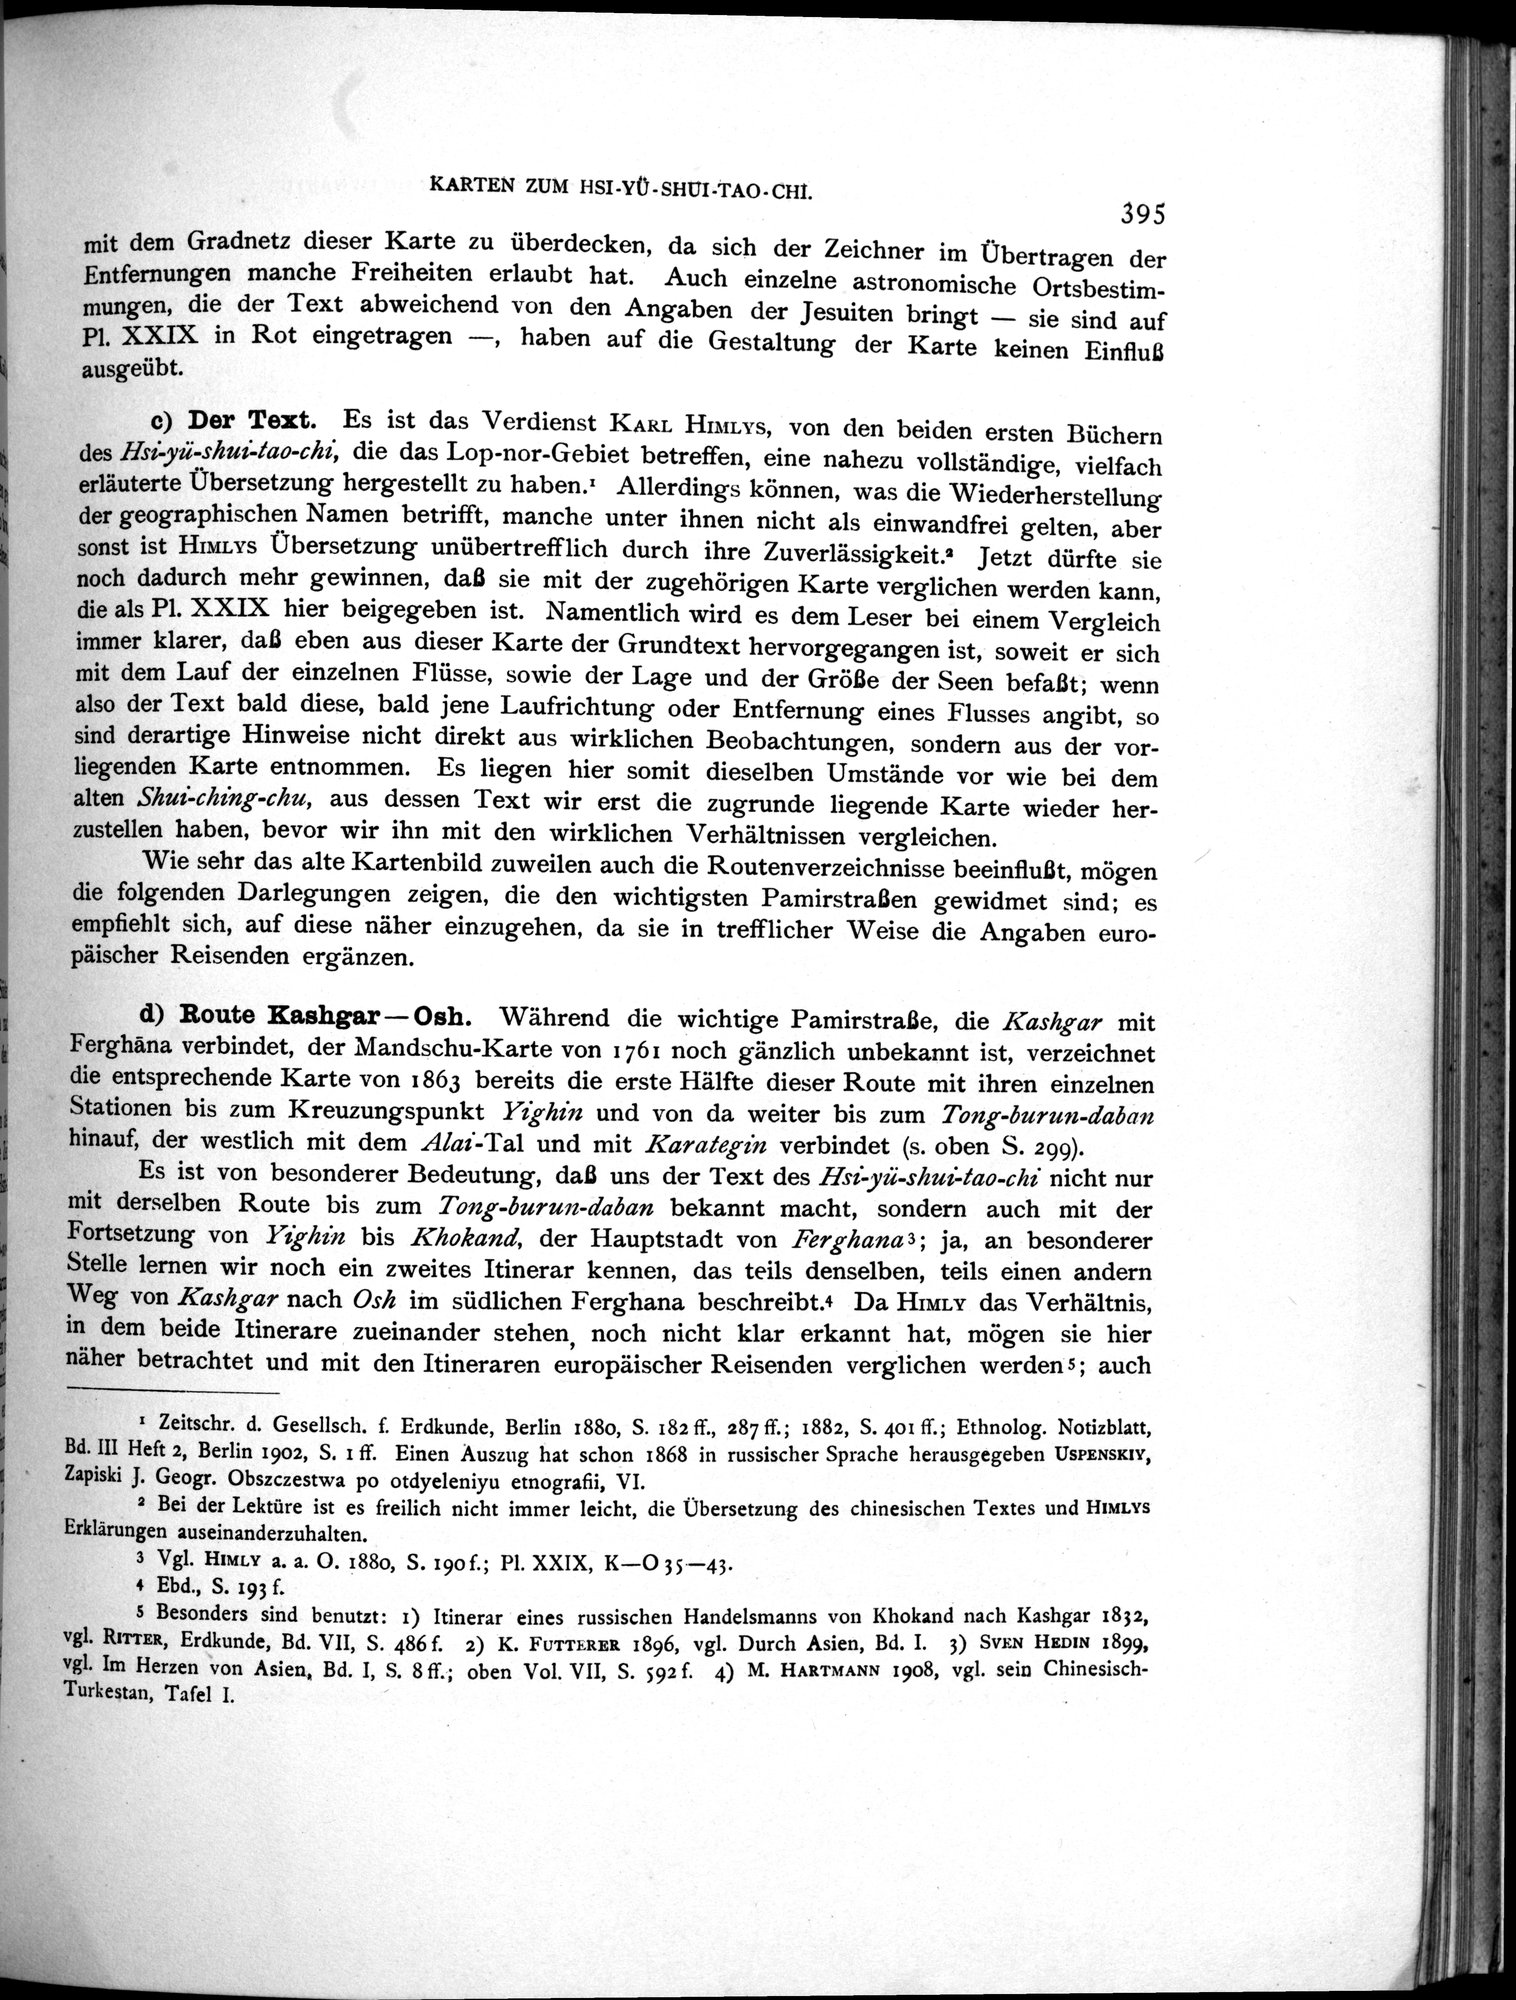 KARTEN ZUM HSI-YÜ-SHUI-TAO-CHI.
395
mit dem Gradnetz dieser Karte zu überdecken, da sich der Zeichner im Übertragen der
Entfernungen manche Freiheiten erlaubt hat. Auch einzelne astronomische Ortsbestim-
mungen, die der Text abweichend von den Angaben der Jesuiten bringt — sie sind auf
Pl. XXIX in Rot eingetragen —, haben auf die Gestaltung der Karte keinen Einfluß
ausgeübt.
c) Der Text. Es ist das Verdienst KARL HIMLYS, von den beiden ersten Büchern
des Hsi-yü-shui-tao-chi, die das Lop-nor-Gebiet betreffen, eine nahezu vollständige, vielfach
erläuterte Übersetzung hergestellt zu haben.¹ Allerdings können, was die Wiederherstellung
der geographischen Namen betrifft, manche unter ihnen nicht als einwandfrei gelten, aber
sonst ist HIMLYS Übersetzung unübertrefflich durch ihre Zuverlässigkeit.² Jetzt dürfte sie
noch dadurch mehr gewinnen, daß sie mit der zugehörigen Karte verglichen werden kann,
die als Pl. XXIX hier beigegeben ist. Namentlich wird es dem Leser bei einem Vergleich
immer klarer, daß eben aus dieser Karte der Grundtext hervorgegangen ist, soweit er sich
mit dem Lauf der einzelnen Flüsse, sowie der Lage und der Größe der Seen befaßt; wenn
also der Text bald diese, bald jene Laufrichtung oder Entfernung eines Flusses angibt, so
sind derartige Hinweise nicht direkt aus wirklichen Beobachtungen, sondern aus der vor-
liegenden Karte entnommen. Es liegen hier somit dieselben Umstände vor wie bei dem
alten Shui-ching-chu, aus dessen Text wir erst die zugrunde liegende Karte wieder her-
zustellen haben, bevor wir ihn mit den wirklichen Verhältnissen vergleichen.
Wie sehr das alte Kartenbild zuweilen auch die Routenverzeichnisse beeinflußt, mögen
die folgenden Darlegungen zeigen, die den wichtigsten Pamirstraßen gewidmet sind; es
empfiehlt sich, auf diese näher einzugehen, da sie in trefflicher Weise die Angaben euro-
päischer Reisenden ergänzen.
d) Route Kashgar—Osh. Während die wichtige Pamirstraße, die Kashgar mit
Ferghāna verbindet, der Mandschu-Karte von 1761 noch gänzlich unbekannt ist, verzeichnet
die entsprechende Karte von 1863 bereits die erste Hälfte dieser Route mit ihren einzelnen
Stationen bis zum Kreuzungspunkt Yighin und von da weiter bis zum Tong-burun-daban
hinauf, der westlich mit dem Alai-Tal und mit Karategin verbindet (s. oben S. 299).
Es ist von besonderer Bedeutung, daß uns der Text des Hsi-yü-shui-tao-chi nicht nur
mit derselben Route bis zum Tong-burun-daban bekannt macht, sondern auch mit der
Fortsetzung von Yighin bis Khokand, der Hauptstadt von Ferghana³; ja, an besonderer
Stelle lernen wir noch ein zweites Itinerar kennen, das teils denselben, teils einen andern
Weg von Kashgar nach Osh im südlichen Ferghana beschreibt.⁴ Da HIMLY das Verhältnis,
in dem beide Itinerare zueinander stehen, noch nicht klar erkannt hat, mögen sie hier
näher betrachtet und mit den Itineraren europäischer Reisenden verglichen werden⁵; auch
¹ Zeitschr. d. Gesellsch. f. Erdkunde, Berlin 1880, S. 182 ff., 287 ff.; 1882, S. 401 ff.; Ethnolog. Notizblatt,
Bd. III Heft 2, Berlin 1902, S. 1 ff. Einen Auszug hat schon 1868 in russischer Sprache herausgegeben USPENSKIY,
Zapiski J. Geogr. Obszczestwa po otdyeleniyu etnografii, VI.
² Bei der Lektüre ist es freilich nicht immer leicht, die Übersetzung des chinesischen Textes und HIMLYS
Erklärungen auseinanderzuhalten.
³ Vgl. HIMLY a. a. O. 1880, S. 190 f.; Pl. XXIX, K—O 35—43.
⁴ Ebd., S. 193 f.
⁵ Besonders sind benutzt: 1) Itinerar eines russischen Handelsmanns von Khokand nach Kashgar 1832,
vgl. RITTER, Erdkunde, Bd. VII, S. 486 f. 2) K. FUTTERER 1896, vgl. Durch Asien, Bd. I. 3) SVEN HEDIN 1899,
vgl. Im Herzen von Asien, Bd. I, S. 8 ff.; oben Vol. VII, S. 592 f. 4) M. HARTMANN 1908, vgl. sein Chinesisch-
Turkestan, Tafel I.